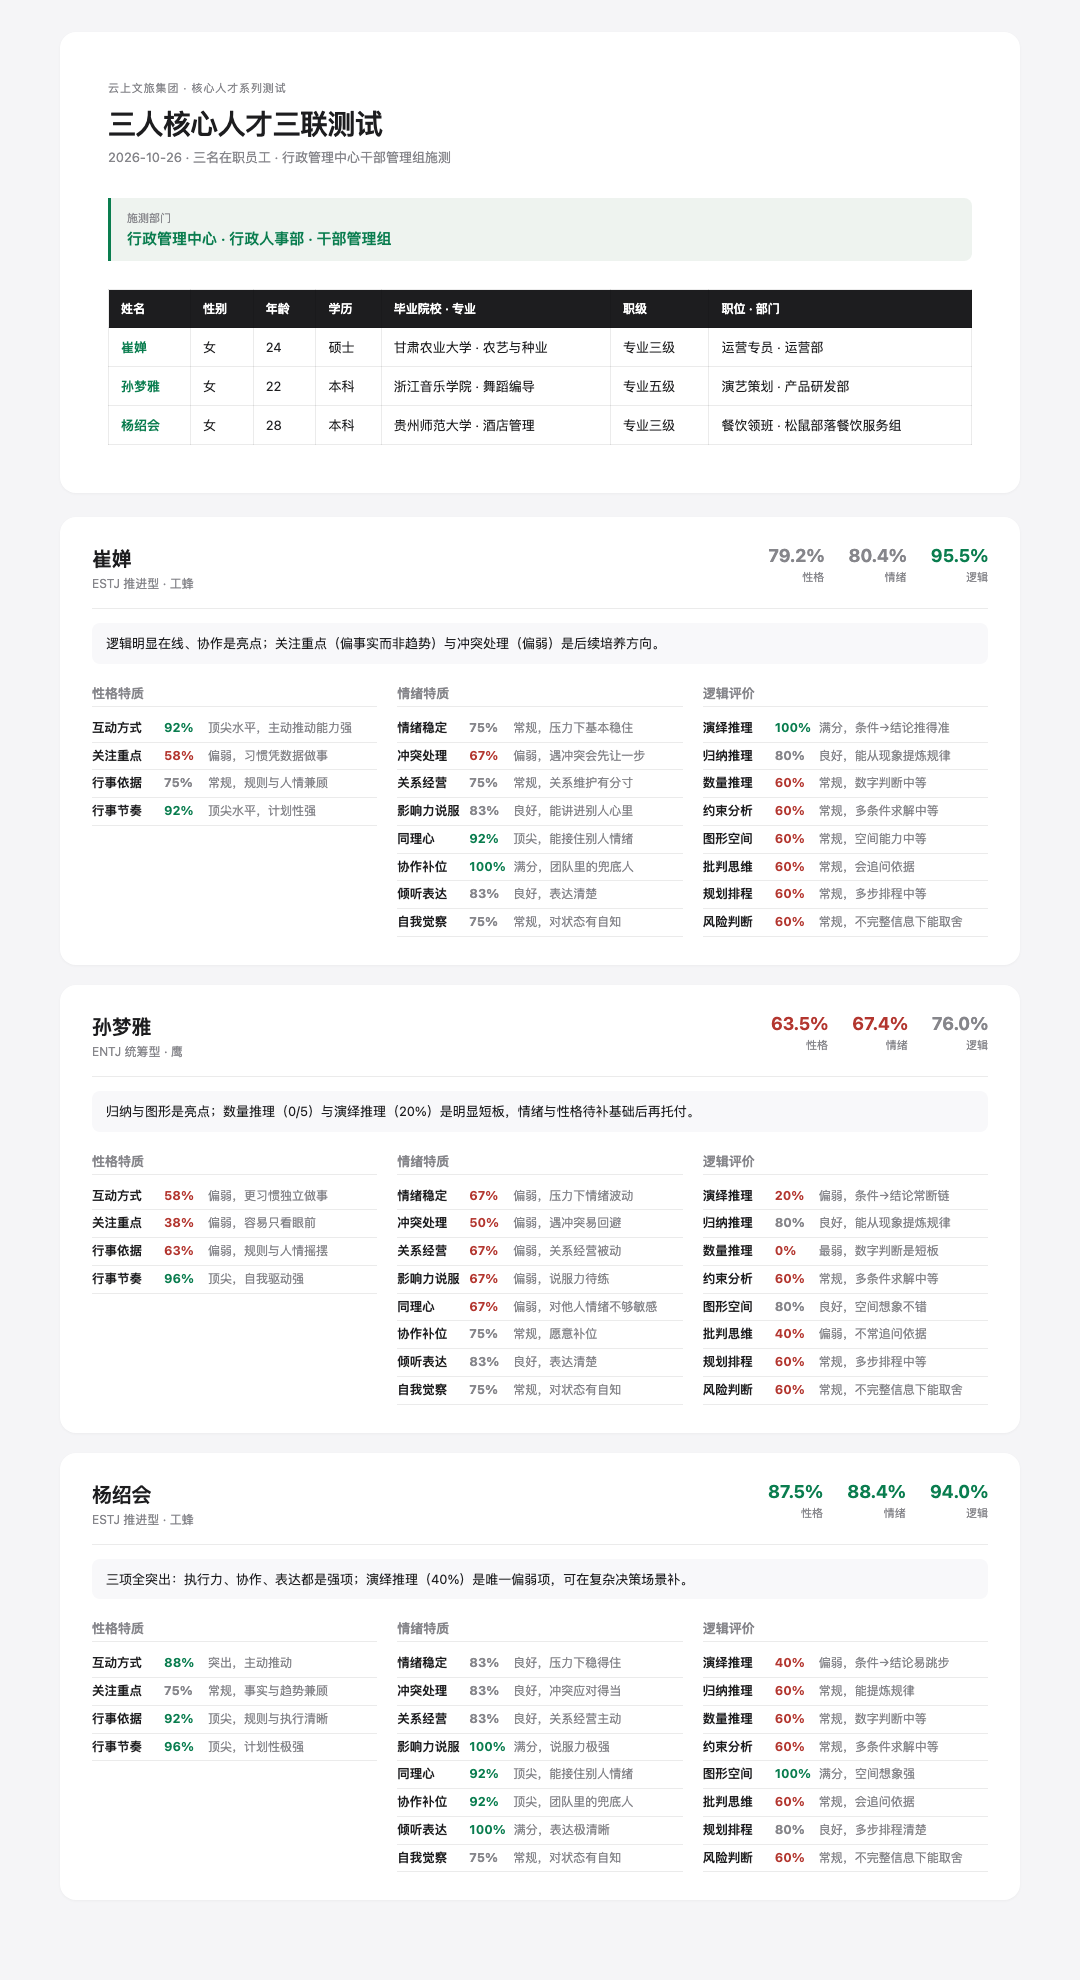 云上文旅集团 · 核心人才系列测试
三人核心人才三联测试
2026-10-26 · 三名在职员工 · 行政管理中心干部管理组施测
施测部门
行政管理中心 · 行政人事部 · 干部管理组
姓名 性别 年龄 学历 毕业院校 · 专业 职级 职位 · 部门
崔婵 女 24 硕士 甘肃农业大学 · 农艺与种业 专业三级 运营专员 · 运营部
孙梦雅 女 22 本科 浙江音乐学院 · 舞蹈编导 专业五级 演艺策划 · 产品研发部
杨绍会 女 28 本科 贵州师范大学 · 酒店管理 专业三级 餐饮领班 · 松鼠部落餐饮服务组
崔婵
ESTJ 推进型 · 工蜂
79.2% 80.4% 95.5%
性格 情绪 逻辑
逻辑明显在线、协作是亮点；关注重点（偏事实而非趋势）与冲突处理（偏弱）是后续培养方向。
性格特质
互动方式 92% 顶尖水平，主动推动能力强
关注重点 58% 偏弱，习惯凭数据做事
行事依据 75% 常规，规则与人情兼顾
行事节奏 92% 顶尖水平，计划性强
情绪特质
情绪稳定 75% 常规，压力下基本稳住
冲突处理 67% 偏弱，遇冲突会先让一步
关系经营 75% 常规，关系维护有分寸
影响力说服 83% 良好，能讲进别人心里
同理心 92% 顶尖，能接住别人情绪
协作补位 100% 满分，团队里的兜底人
倾听表达 83% 良好，表达清楚
自我觉察 75% 常规，对状态有自知
逻辑评价
演绎推理 100% 满分，条件→结论推得准
归纳推理 80% 良好，能从现象提炼规律
数量推理 60% 常规，数字判断中等
约束分析 60% 常规，多条件求解中等
图形空间 60% 常规，空间能力中等
批判思维 60% 常规，会追问依据
规划排程 60% 常规，多步排程中等
风险判断 60% 常规，不完整信息下能取舍
孙梦雅
ENTJ 统筹型 · 鹰
63.5% 67.4% 76.0%
性格 情绪 逻辑
归纳与图形是亮点；数量推理（0/5）与演绎推理（20%）是明显短板，情绪与性格待补基础后再托付。
性格特质
互动方式 58% 偏弱，更习惯独立做事
关注重点 38% 偏弱，容易只看眼前
行事依据 63% 偏弱，规则与人情摇摆
行事节奏 96% 顶尖，自我驱动强
情绪特质
情绪稳定 67% 偏弱，压力下情绪波动
冲突处理 50% 偏弱，遇冲突易回避
关系经营 67% 偏弱，关系经营被动
影响力说服 67% 偏弱，说服力待练
同理心 67% 偏弱，对他人情绪不够敏感
协作补位 75% 常规，愿意补位
倾听表达 83% 良好，表达清楚
自我觉察 75% 常规，对状态有自知
逻辑评价
演绎推理 20% 偏弱，条件→结论常断链
归纳推理 80% 良好，能从现象提炼规律
数量推理 0% 最弱，数字判断是短板
约束分析 60% 常规，多条件求解中等
图形空间 80% 良好，空间想象不错
批判思维 40% 偏弱，不常追问依据
规划排程 60% 常规，多步排程中等
风险判断 60% 常规，不完整信息下能取舍
杨绍会
ESTJ 推进型 · 工蜂
87.5% 88.4% 94.0%
性格 情绪 逻辑
三项全突出：执行力、协作、表达都是强项；演绎推理（40%）是唯一偏弱项，可在复杂决策场景补。
性格特质
互动方式 88% 突出，主动推动
关注重点 75% 常规，事实与趋势兼顾
行事依据 92% 顶尖，规则与执行清晰
行事节奏 96% 顶尖，计划性极强
情绪特质
情绪稳定 83% 良好，压力下稳得住
冲突处理 83% 良好，冲突应对得当
关系经营 83% 良好，关系经营主动
影响力说服 100% 满分，说服力极强
同理心 92% 顶尖，能接住别人情绪
协作补位 92% 顶尖，团队里的兜底人
倾听表达 100% 满分，表达极清晰
自我觉察 75% 常规，对状态有自知
逻辑评价
演绎推理 40% 偏弱，条件→结论易跳步
归纳推理 60% 常规，能提炼规律
数量推理 60% 常规，数字判断中等
约束分析 60% 常规，多条件求解中等
图形空间 100% 满分，空间想象强
批判思维 60% 常规，会追问依据
规划排程 80% 良好，多步排程清楚
风险判断 60% 常规，不完整信息下能取舍